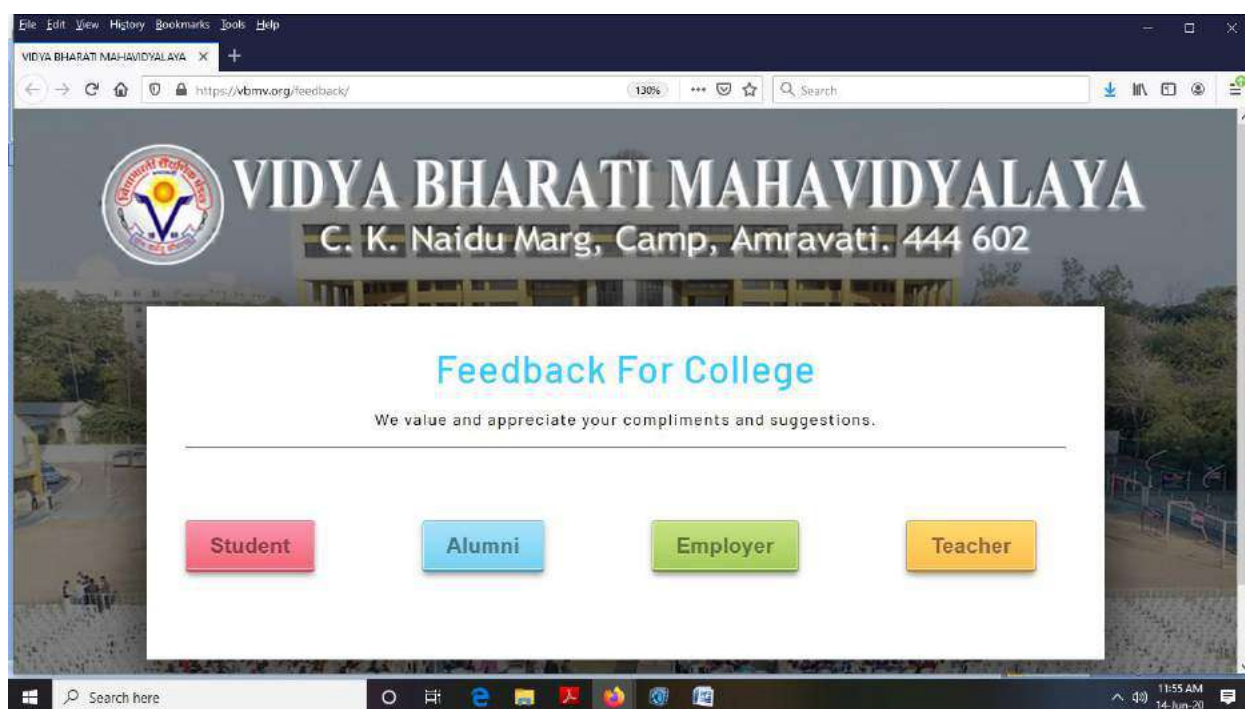 File Edit View History Bookmarks Tools Help
VIDYA BHARATI MAHAVIDYALAYA
https://vbmv.org/feedback/
130%
Search
VIDYA BHARATI MAHAVIDYALAYA
C. K. Naidu Marg, Camp, Amravati. 444 602
Feedback For College
We value and appreciate your compliments and suggestions.
Student Alumni Employer Teacher
Search here
11:55 AM
14-Jun-20